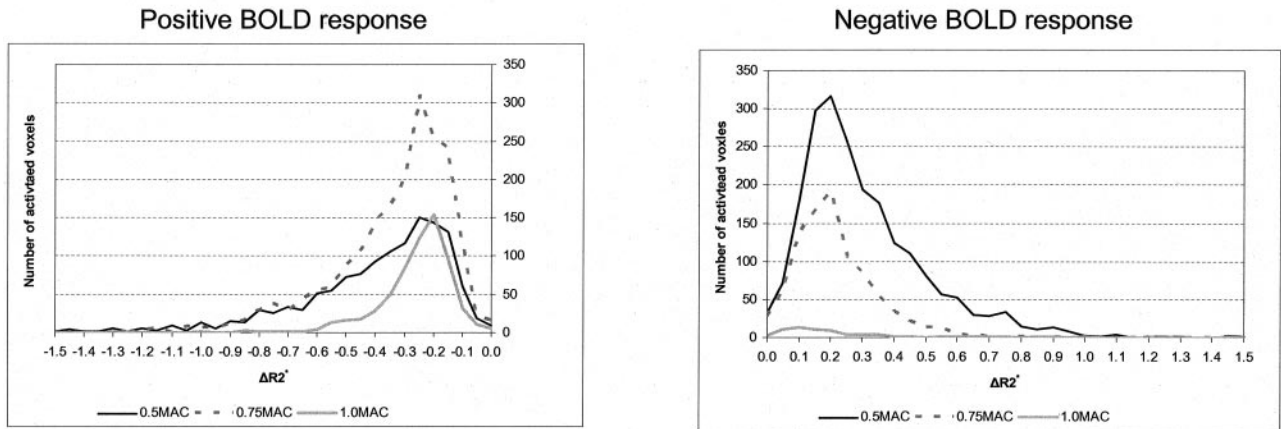 Positive BOLD response
Number of activtaed voxels
350
300
250
200
150
100
50
0
-1.5 -1.4 -1.3 -1.2 -1.1 -1.0 -0.9 -0.8 -0.7 -0.6 -0.5 -0.4 -0.3 -0.2 -0.1 0.0
ΔR2*
0.5MAC 0.75MAC 1.0MAC
Negative BOLD response
Number of activtead voxles
350
300
250
200
150
100
50
0
0.0 0.1 0.2 0.3 0.4 0.5 0.6 0.7 0.8 0.9 1.0 1.1 1.2 1.3 1.4 1.5
ΔR2*
0.5MAC 0.75MAC 1.0MAC